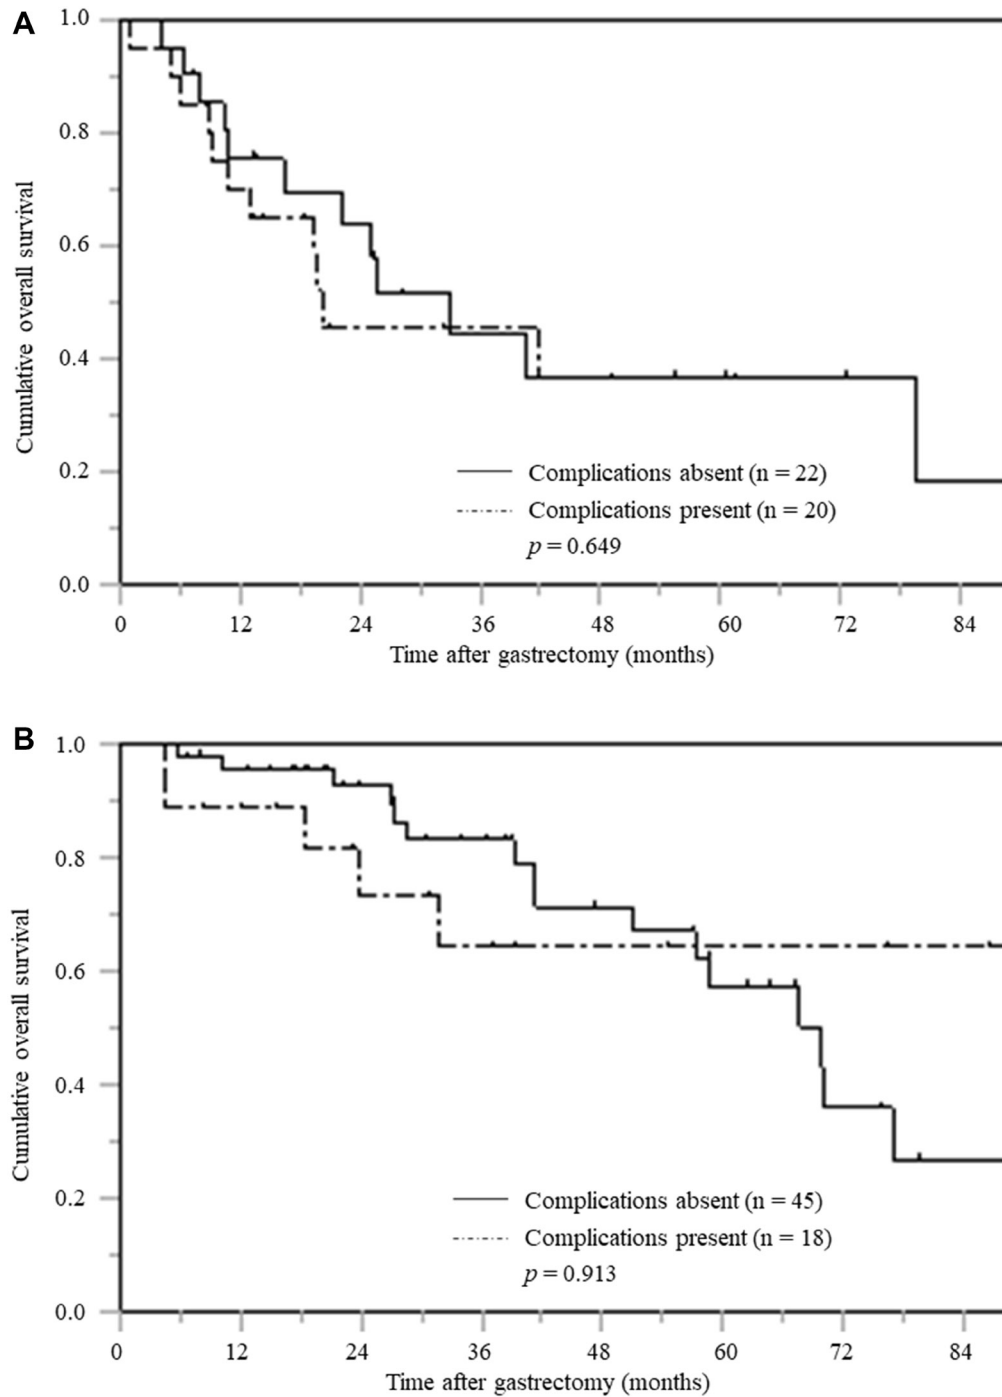 A
Cumulative overall survival
1.0
0.8
0.6
0.4
0.2
0.0
Complications absent (n = 22)
Complications present (n = 20)
p = 0.649
0 12 24 36 48 60 72 84
Time after gastrectomy (months)
B
Cumulative overall survival
1.0
0.8
0.6
0.4
0.2
0.0
Complications absent (n = 45)
Complications present (n = 18)
p = 0.913
0 12 24 36 48 60 72 84
Time after gastrectomy (months)